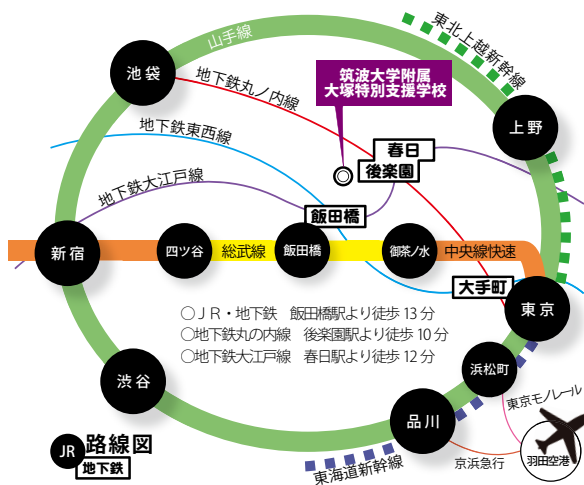 東北上越新幹線
山手線
池袋
地下鉄丸ノ内線
筑波大学附属
大塚特別支援学校
上野
地下鉄東西線
春日
後楽園
地下鉄大江戸線
飯田橋
新宿
四ツ谷
総武線
飯田橋
御茶ノ水
中央線快速
大手町
東京
○ＪＲ・地下鉄　飯田橋駅より徒歩13分
○地下鉄丸の内線　後楽園駅より徒歩10分
○地下鉄大江戸線　春日駅より徒歩12分
浜松町
渋谷
品川
東京モノレール
JR 路線図
地下鉄
東海道新幹線
京浜急行
羽田空港